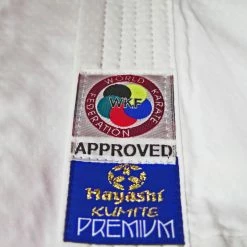 WORLD KARATE
FEDERATION
WKF
APPROVED
Hayashi
KUMITE
PREMIUM